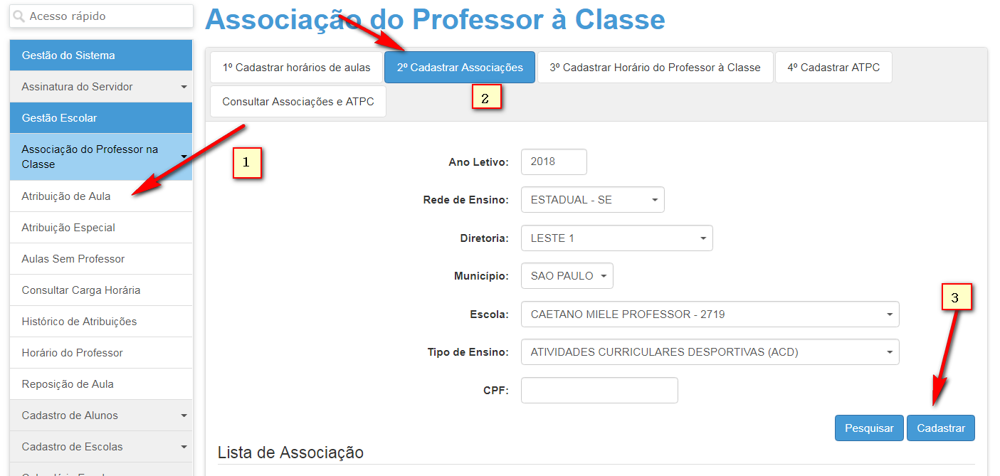 Acesso rápido
Gestão do Sistema
Assinatura do Servidor
Gestão Escolar
Associação do Professor na
Classe
Atribuição de Aula
Atribuição Especial
Aulas Sem Professor
Consultar Carga Horária
Histórico de Atribuições
Horário do Professor
Reposição de Aula
Cadastro de Alunos
Cadastro de Escolas
Associação do Professor à Classe
1º Cadastrar horários de aulas
2º Cadastrar Associações
3º Cadastrar Horário do Professor à Classe
4º Cadastrar ATPC
Consultar Associações e ATPC
2
1
Ano Letivo: 2018
Rede de Ensino: ESTADUAL - SE
Diretoria: LESTE 1
Município: SAO PAULO
Escola: CAETANO MIELE PROFESSOR - 2719
Tipo de Ensino: ATIVIDADES CURRICULARES DESPORTIVAS (ACD)
CPF:
3
Pesquisar
Cadastrar
Lista de Associação